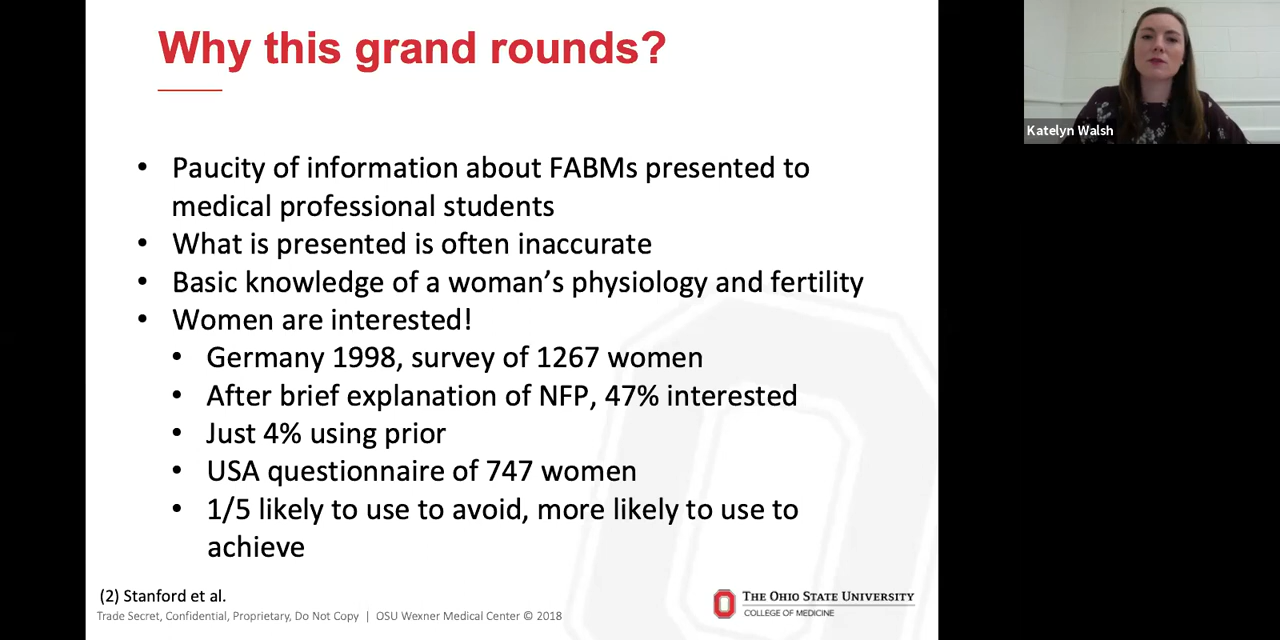 Why this grand rounds?
• Paucity of information about FABMs presented to
medical professional students
• What is presented is often inaccurate
• Basic knowledge of a woman’s physiology and fertility
• Women are interested!
• Germany 1998, survey of 1267 women
• After brief explanation of NFP, 47% interested
• Just 4% using prior
• USA questionnaire of 747 women
• 1/5 likely to use to avoid, more likely to use to
achieve
(2) Stanford et al.
Trade Secret, Confidential, Proprietary, Do Not Copy | OSU Wexner Medical Center © 2018
THE OHIO STATE UNIVERSITY
COLLEGE OF MEDICINE
Katelyn Walsh